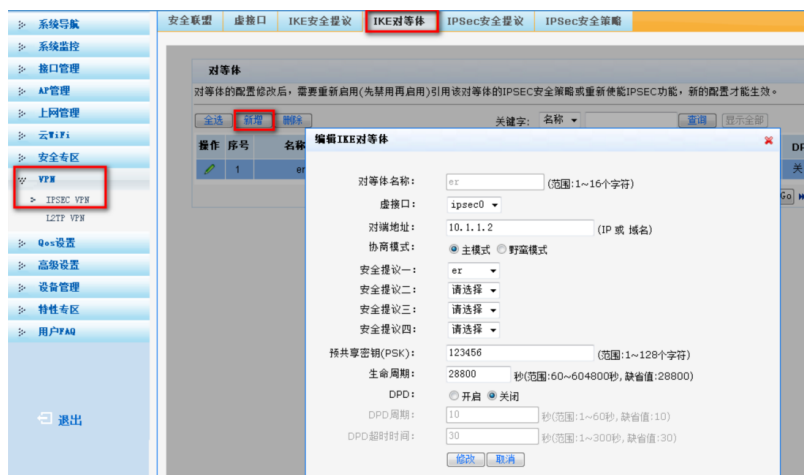 系统导航
系统监控
接口管理
AP管理
上网管理
云WiFi
安全专区
VPN
IPSEC VPN
L2TP VPN
Qos设置
高级设置
设备管理
特性专区
用户FAQ
退出
安全联盟 虚接口 IKE安全提议 IKE对等体 IPSec安全提议 IPSec安全策略
对等体
对等体的配置修改后，需要重新启用(先禁用再启用)引用该对等体的IPSEC安全策略或重新使能IPSEC功能，新的配置才能生效。
全选 新增 删除 关键字： 名称 查询 显示全部
操作 序号 名称 DP
1 er 关
Go
编辑IKE对等体
对等体名称： er (范围:1~16个字符)
虚接口： ipsec0
对端地址： 10.1.1.2 (IP 或 域名)
协商模式： 主模式 野蛮模式
安全提议一： er
安全提议二： 请选择
安全提议三： 请选择
安全提议四： 请选择
预共享密钥(PSK)： 123456 (范围:1~128个字符)
生命周期： 28800 秒(范围:60~604800秒,缺省值:28800)
DPD： 开启 关闭
DPD周期： 10 秒(范围:1~60秒,缺省值:10)
DPD超时时间： 30 秒(范围:1~300秒,缺省值:30)
修改 取消